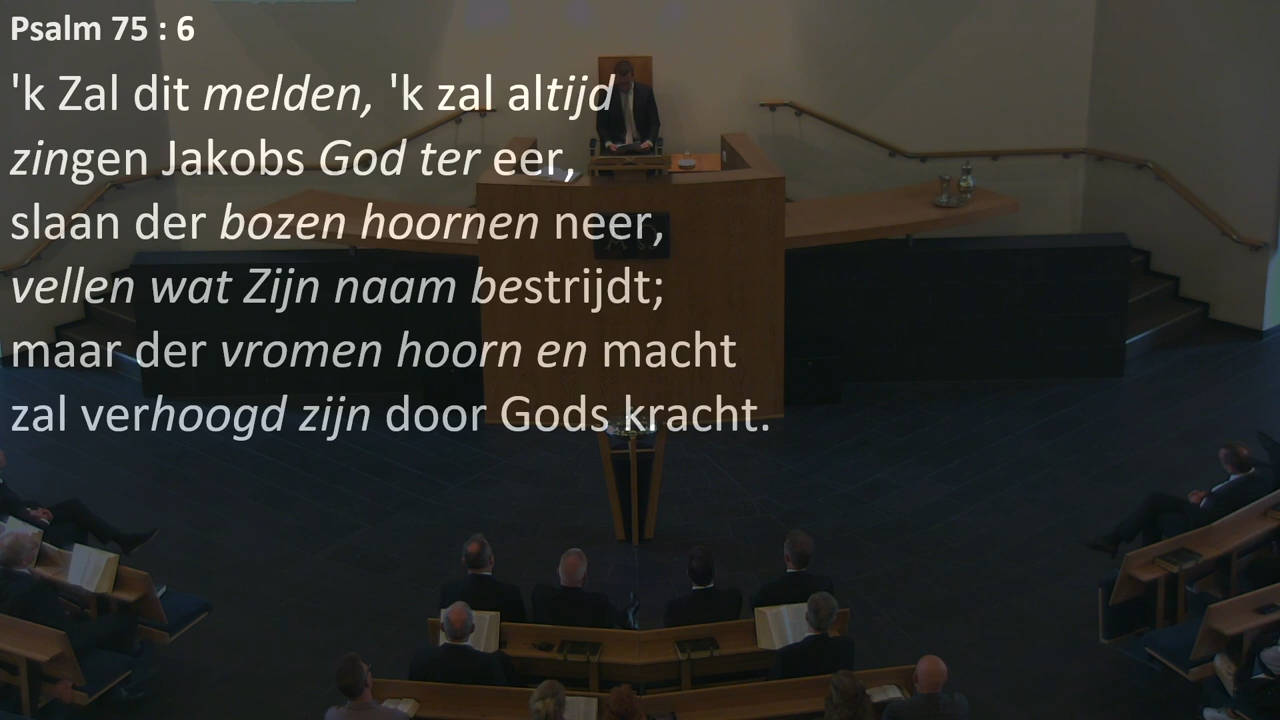 Psalm 75 : 6
'k Zal dit melden, 'k zal altijd
zingen Jakobs God ter eer,
slaan der bozen hoornen neer,
vellen wat Zijn naam bestrijdt;
maar der vromen hoorn en macht
zal verhoogd zijn door Gods kracht.